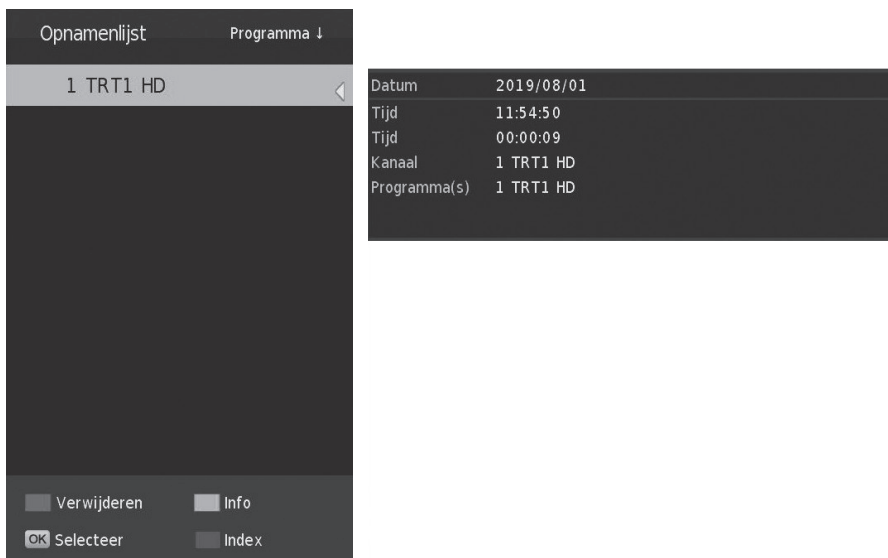 Opnamenlijst Programma ↓
1 TRT1 HD
Verwijderen Info
OK Selecteer Index
Datum 2019/08/01
Tijd 11:54:50
Tijd 00:00:09
Kanaal 1 TRT1 HD
Programma(s) 1 TRT1 HD